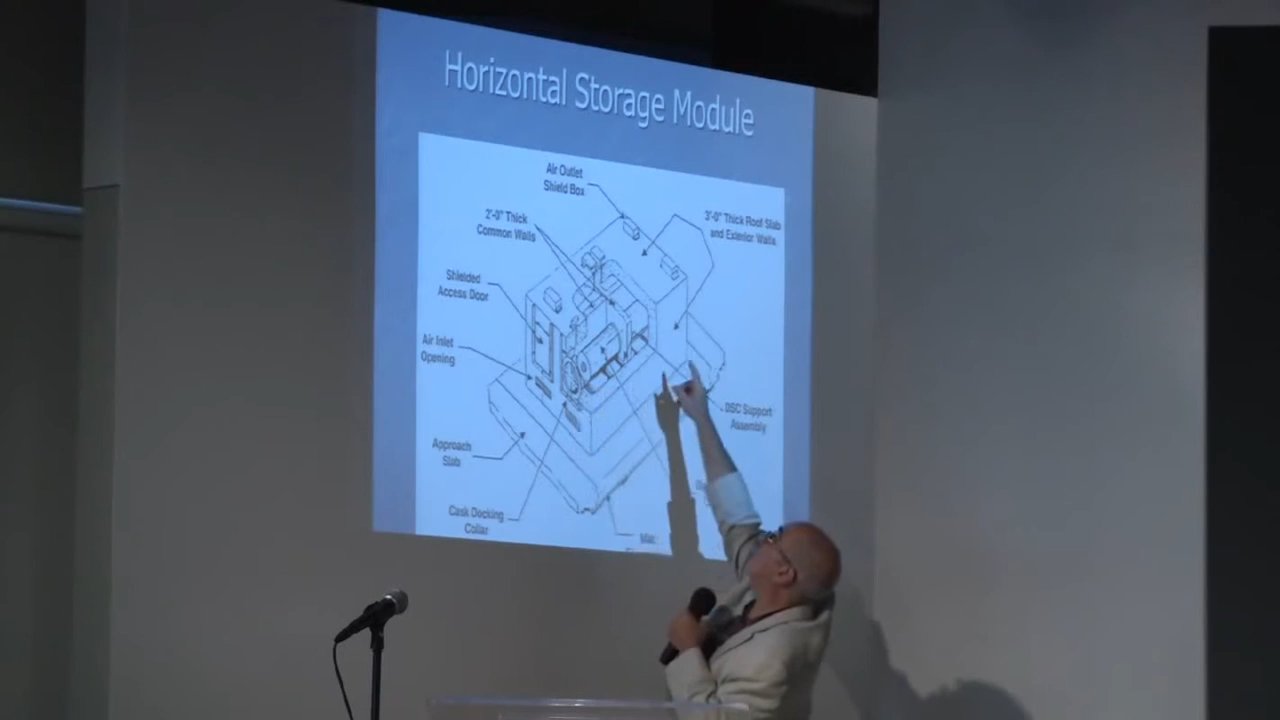 Horizontal Storage Module
Air Outlet
Shield Box
2'-0" Thick
Common Walls
3'-0" Thick Roof Slab
and Exterior Walls
Shielded
Access Door
Air Inlet
Opening
DSC Support
Assembly
Approach
Slab
Cask Docking
Collar